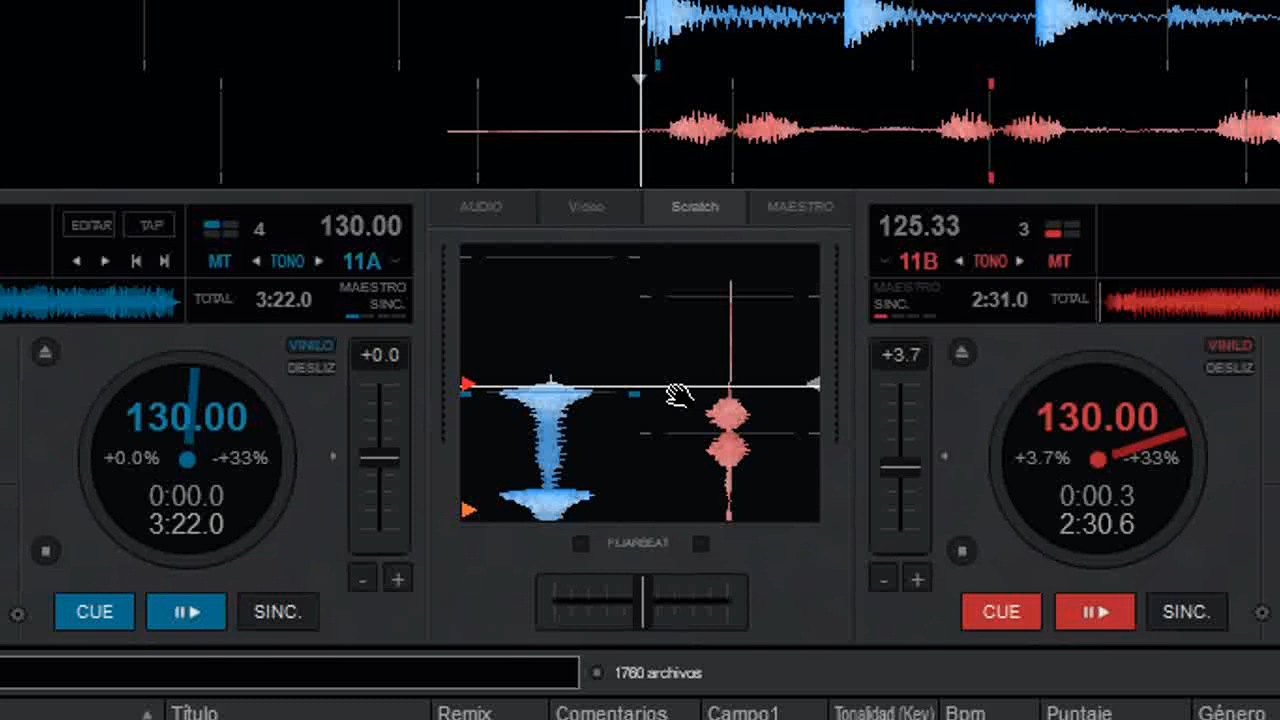 AUDIO Video Scratch MAESTRO
EDITAR TAP 4 130.00
MT TONO 11A
TOTAL 3:22.0 MAESTRO
SINC.
125.33 3
11B TONO MT
MAESTRO
SINC. 2:31.0 TOTAL
VINILO
DESLIZ
+0.0
130.00
+0.0% -+33%
0:00.0
3:22.0
- +
CUE SINC.
FIJARBEAT
+3.7
VINILO
DESLIZ
130.00
+3.7% -+33%
0:00.3
2:30.6
- +
CUE SINC.
1760 archivos
Título Remix Comentarios Campo1 Tonalidad (Key) Bpm Puntaje Género